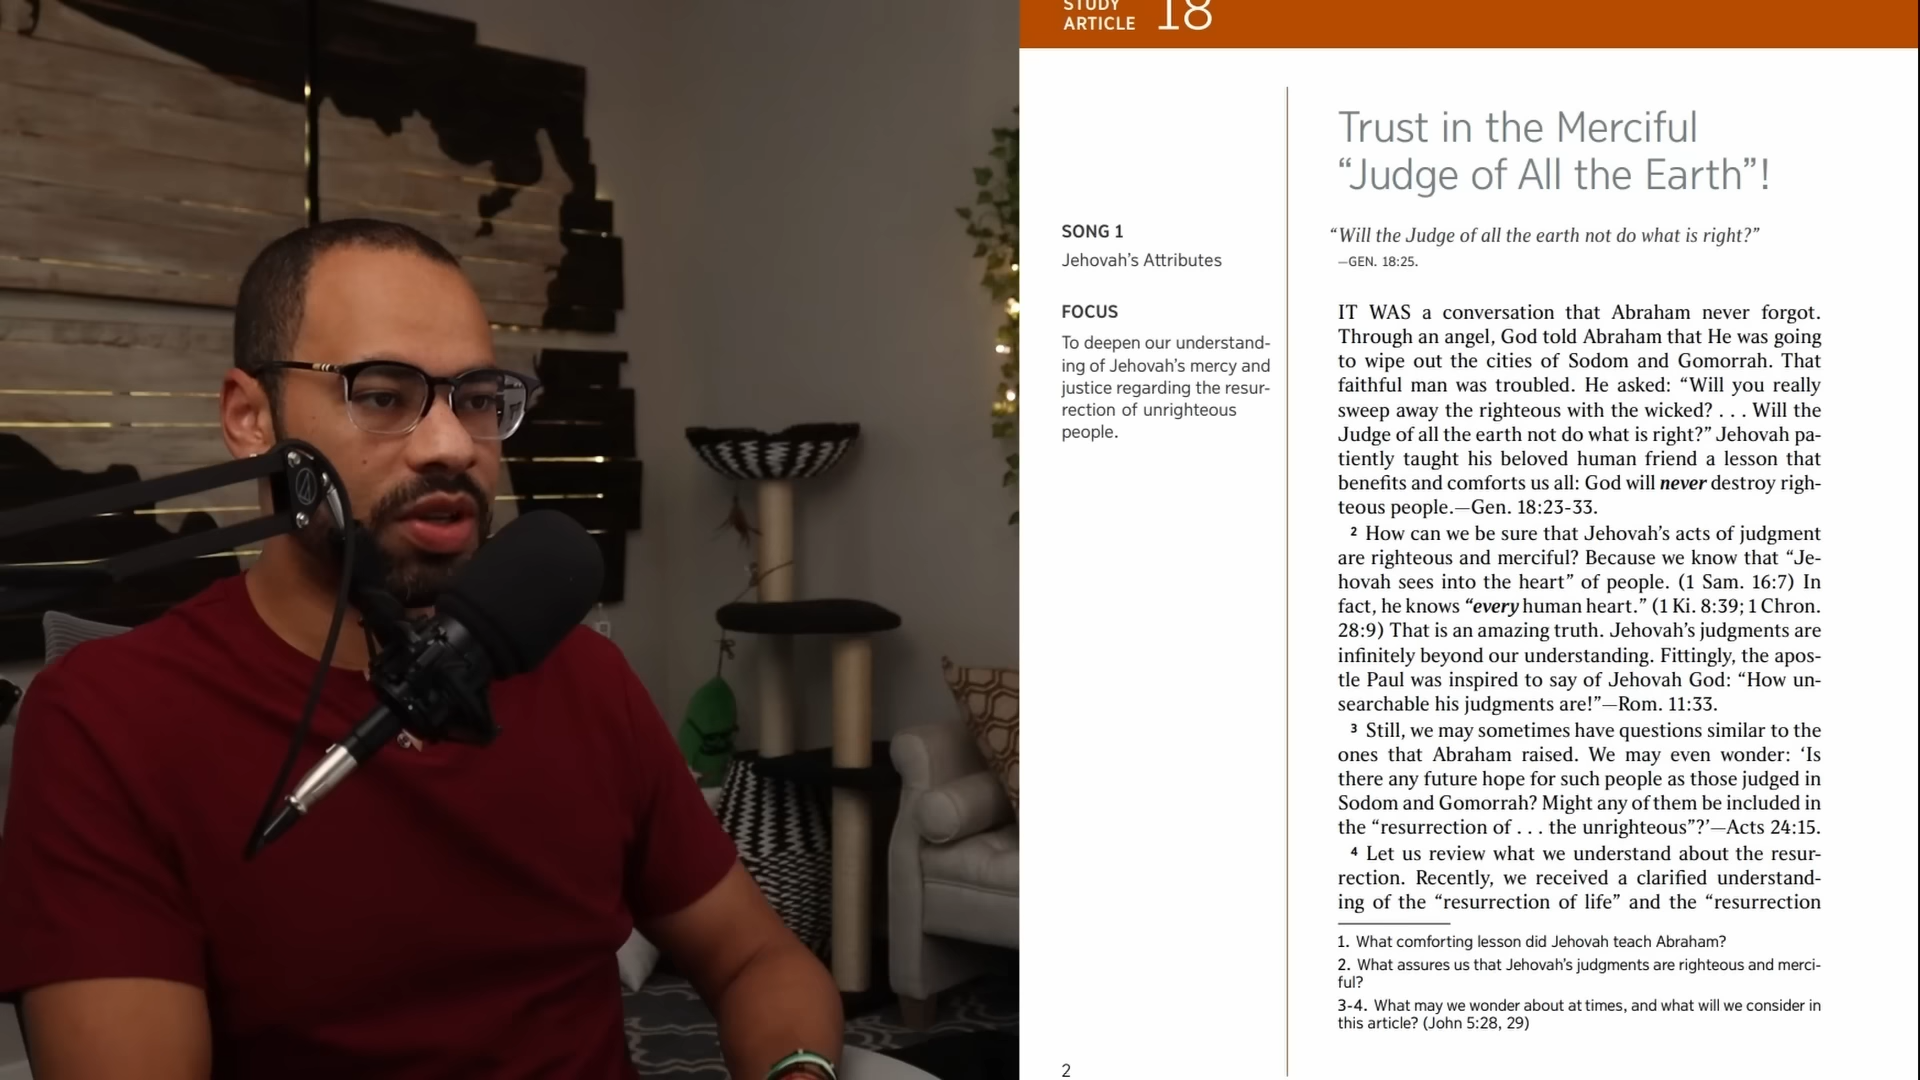 STUDY
ARTICLE 18
Trust in the Merciful
“Judge of All the Earth”!
SONG 1
Jehovah’s Attributes
FOCUS
To deepen our understand-
ing of Jehovah’s mercy and
justice regarding the resur-
rection of unrighteous
people.
“Will the Judge of all the earth not do what is right?”
—GEN. 18:25.
IT WAS a conversation that Abraham never forgot.
Through an angel, God told Abraham that He was going
to wipe out the cities of Sodom and Gomorrah. That
faithful man was troubled. He asked: “Will you really
sweep away the righteous with the wicked? . . . Will the
Judge of all the earth not do what is right?” Jehovah pa-
tiently taught his beloved human friend a lesson that
benefits and comforts us all: God will never destroy righ-
teous people.—Gen. 18:23-33.
2 How can we be sure that Jehovah’s acts of judgment
are righteous and merciful? Because we know that “Je-
hovah sees into the heart” of people. (1 Sam. 16:7) In
fact, he knows “every human heart.” (1 Ki. 8:39; 1 Chron.
28:9) That is an amazing truth. Jehovah’s judgments are
infinitely beyond our understanding. Fittingly, the apos-
tle Paul was inspired to say of Jehovah God: “How un-
searchable his judgments are!”—Rom. 11:33.
3 Still, we may sometimes have questions similar to the
ones that Abraham raised. We may even wonder: ‘Is
there any future hope for such people as those judged in
Sodom and Gomorrah? Might any of them be included in
the “resurrection of . . . the unrighteous”?’—Acts 24:15.
4 Let us review what we understand about the resur-
rection. Recently, we received a clarified understand-
ing of the “resurrection of life” and the “resurrection
1. What comforting lesson did Jehovah teach Abraham?
2. What assures us that Jehovah’s judgments are righteous and merci-
ful?
3-4. What may we wonder about at times, and what will we consider in
this article? (John 5:28, 29)
2